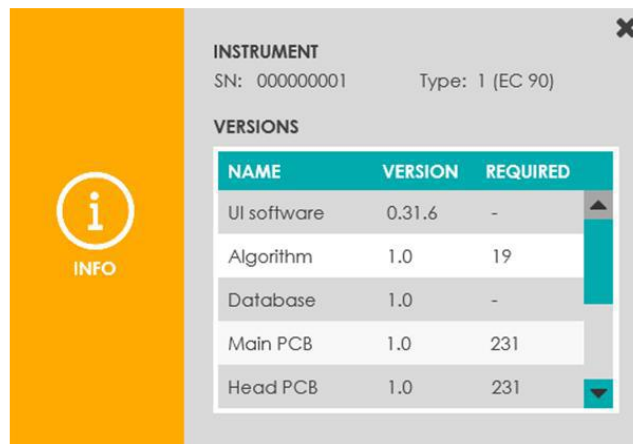 INFO
INSTRUMENT
SN: 000000001 Type: 1 (EC 90)
VERSIONS
NAME VERSION REQUIRED
UI software 0.31.6 -
Algorithm 1.0 19
Database 1.0 -
Main PCB 1.0 231
Head PCB 1.0 231